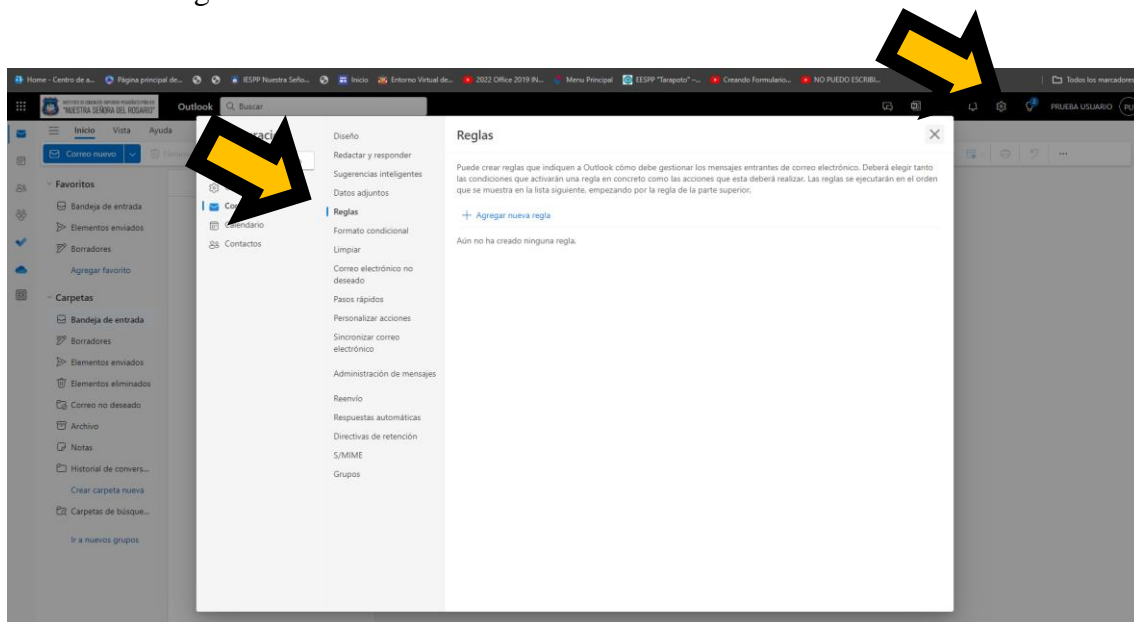 Home - Centro de a...
Página principal de...
IESPP Nuestra Seño...
Inicio
Entorno Virtual de...
2022 Office 2019 IN...
Menu Principal
EESPP "Tarapoto" –...
Creando Formulario...
NO PUEDO ESCRIBI...
Todos los marcadores
"NUESTRA SEÑORA DEL ROSARIO"
Outlook
Buscar
PRUEBA USUARIO
Inicio Vista Ayuda
Correo nuevo
Favoritos
Bandeja de entrada
Elementos enviados
Borradores
Agregar favorito
Carpetas
Bandeja de entrada
Borradores
Elementos enviados
Elementos eliminados
Correo no deseado
Archivo
Notas
Historial de convers...
Crear carpeta nueva
Carpetas de búsque...
Ir a nuevos grupos
Calendario
Contactos
Diseño
Redactar y responder
Sugerencias inteligentes
Datos adjuntos
Reglas
Formato condicional
Limpiar
Correo electrónico no
deseado
Pasos rápidos
Personalizar acciones
Sincronizar correo
electrónico
Administración de mensajes
Reenvío
Respuestas automáticas
Directivas de retención
S/MIME
Grupos
Reglas
Puede crear reglas que indiquen a Outlook cómo debe gestionar los mensajes entrantes de correo electrónico. Deberá elegir tanto
las condiciones que activarán una regla en concreto como las acciones que esta deberá realizar. Las reglas se ejecutarán en el orden
que se muestra en la lista siguiente, empezando por la regla de la parte superior.
Agregar nueva regla
Aún no ha creado ninguna regla.